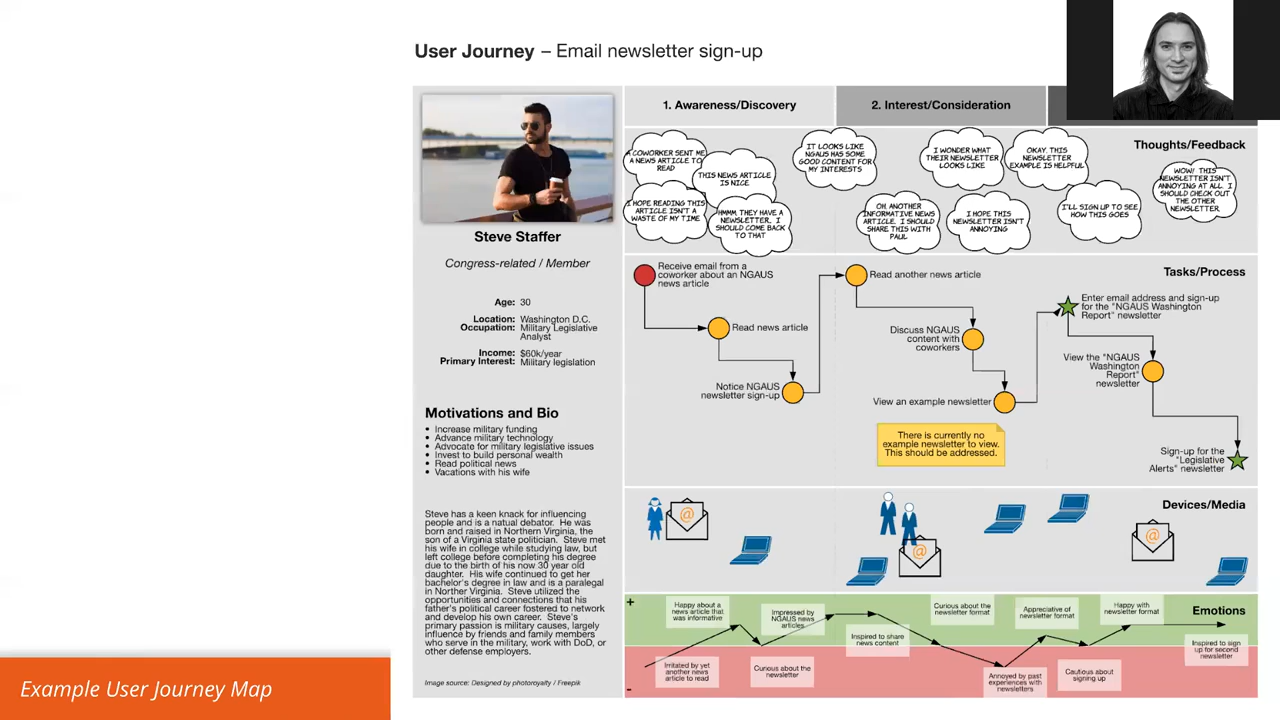 User Journey – Email newsletter sign-up
1. Awareness/Discovery
2. Interest/Consideration
Steve Staffer
Congress-related / Member
Age: 30
Location: Washington D.C.
Occupation: Military Legislative
Analyst
Income: $60k/year
Primary Interest: Military legislation
Motivations and Bio
• Increase military funding
• Advance military technology
• Advocate for military legislative issues
• Invest to build personal wealth
• Read political news
• Vacations with his wife
Steve has a keen knack for influencing
people and is a natual debator. He was
born and raised in Northern Virginia, the
son of a Virginia state politician. Steve met
his wife in college while studying law, but
left college before completing his degree
due to the birth of his now 30 year old
daughter. His wife continued to get her
bachelor's degree in law and is a paralegal
in Norther Virginia. Steve utilized the
opportunities and connections that his
father's political career fostered to network
and develop his own career. Steve's
primary passion is military causes, largely
influence by friends and family members
who serve in the military, work with DoD, or
other defense employers.
Image source: Designed by photoroyalty / Freepik
Thoughts/Feedback
A COWORKER SENT ME
A NEWS ARTICLE TO
READ
THIS NEWS ARTICLE
IS NICE
I HOPE READING THIS
ARTICLE ISN'T A
WASTE OF MY TIME
HMMM. THEY HAVE A
NEWSLETTER. I
SHOULD COME BACK
TO THAT
IT LOOKS LIKE
NGAUS HAS SOME
GOOD CONTENT FOR
MY INTERESTS
I WONDER WHAT
THEIR NEWSLETTER
LOOKS LIKE
OKAY. THIS
NEWSLETTER
EXAMPLE IS HELPFUL
OH. ANOTHER
INFORMATIVE NEWS
ARTICLE. I SHOULD
SHARE THIS WITH
PAUL
I HOPE THIS
NEWSLETTER ISN'T
ANNOYING
I'LL SIGN UP TO SEE
HOW THIS GOES
WOW! THIS
NEWSLETTER ISN'T
ANNOYING AT ALL. I
SHOULD CHECK OUT
THE OTHER
NEWSLETTER.
Tasks/Process
Receive email from a
coworker about an NGAUS
news article
Read news article
Notice NGAUS
newsletter sign-up
Read another news article
Discuss NGAUS
content with
coworkers
View an example newsletter
There is currently no
example newsletter to view.
This should be addressed.
Enter email address and sign-up
for the "NGAUS Washington
Report" newsletter
View the "NGAUS
Washington
Report"
newsletter
Sign-up for the
"Legislative
Alerts" newsletter
Devices/Media
@
@
@
Emotions
+
-
Happy about a
news article that
was informative
Impressed by
NGAUS news
articles
Curious about the
newsletter format
Appreciative of
newsletter format
Happy with
newsletter format
Inspired to share
news content
Inspired to sign
up for second
newsletter
Irritated by yet
another news
article to read
Curious about the
newsletter
Annoyed by past
experiences with
newsletters
Cautious about
signing up
Example User Journey Map